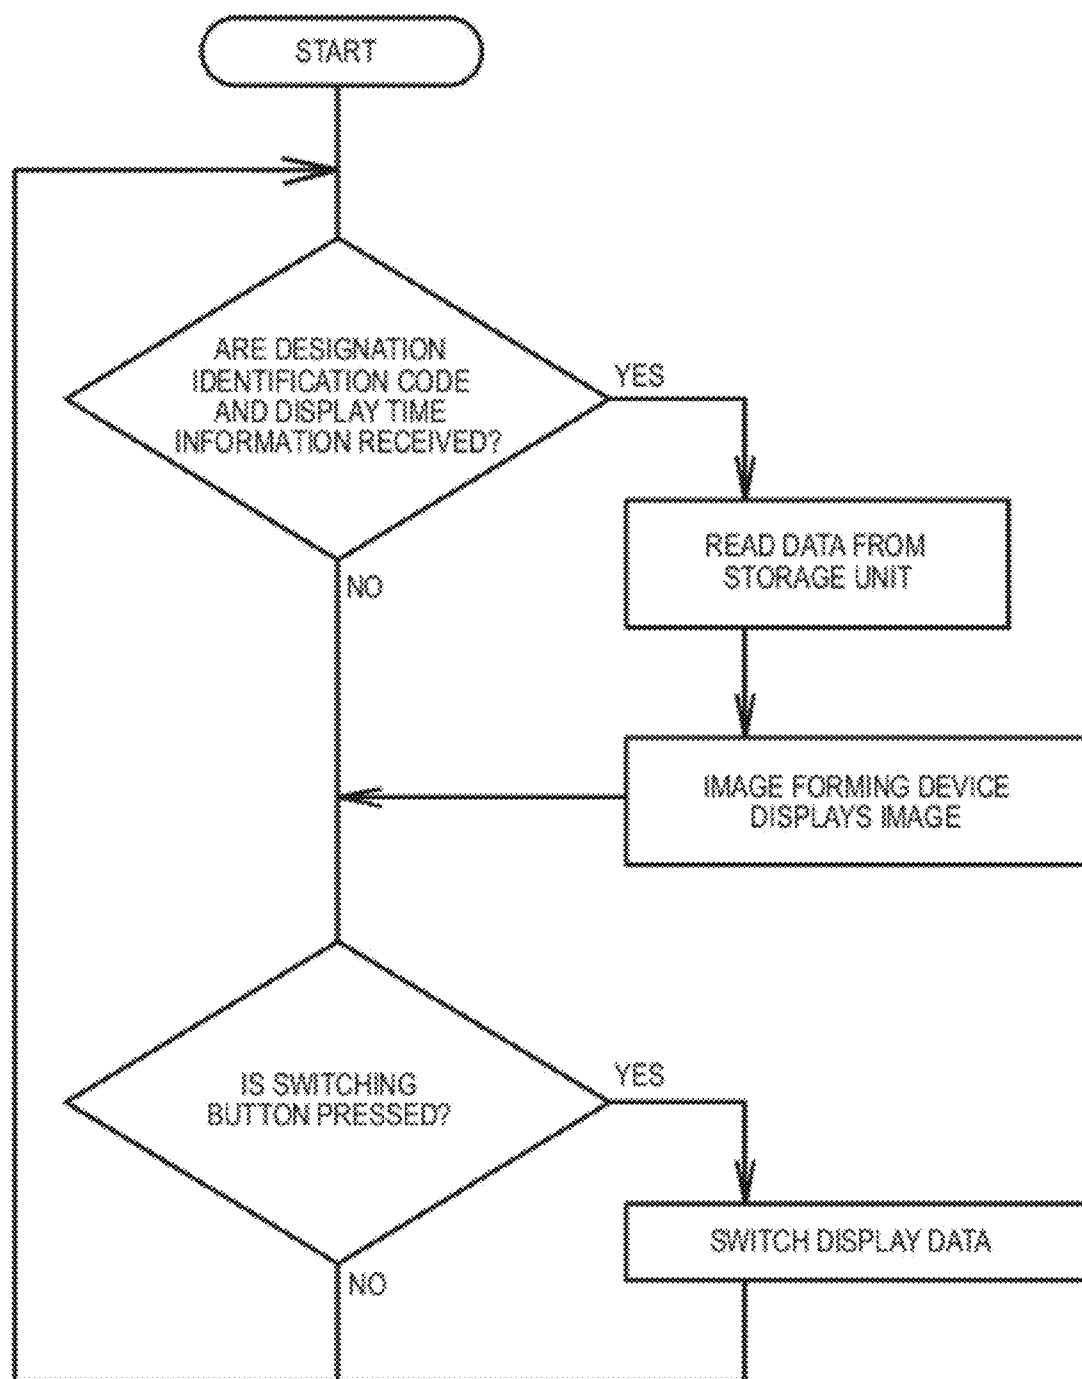 START
ARE DESIGNATION
IDENTIFICATION CODE
AND DISPLAY TIME
INFORMATION RECEIVED?
YES
READ DATA FROM
STORAGE UNIT
NO
IMAGE FORMING DEVICE
DISPLAYS IMAGE
IS SWITCHING
BUTTON PRESSED?
YES
SWITCH DISPLAY DATA
NO